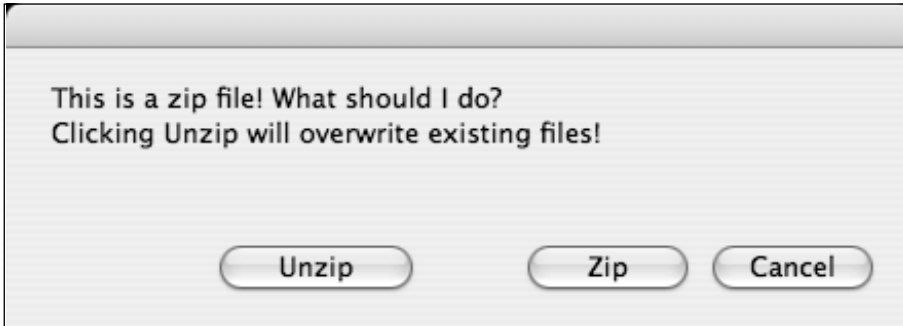 This is a zip file! What should I do?
Clicking Unzip will overwrite existing files!
Unzip Zip Cancel